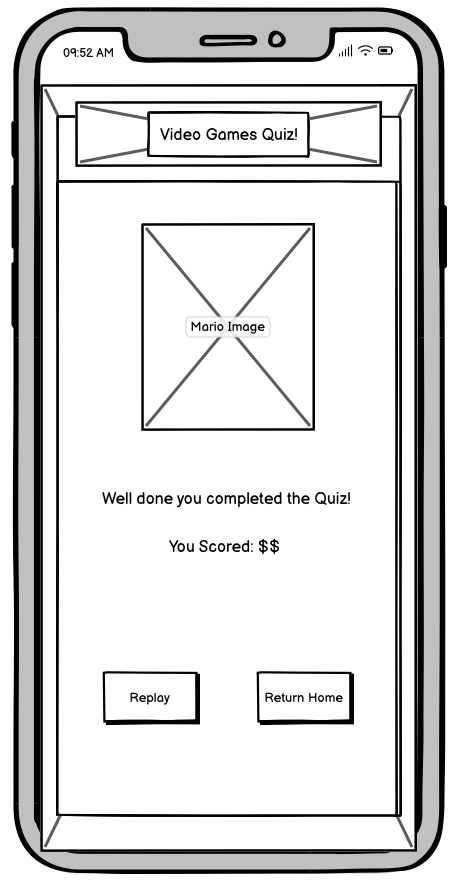 09:52 AM
Video Games Quiz!
Mario Image
Well done you completed the Quiz!
You Scored: $$
Replay
Return Home